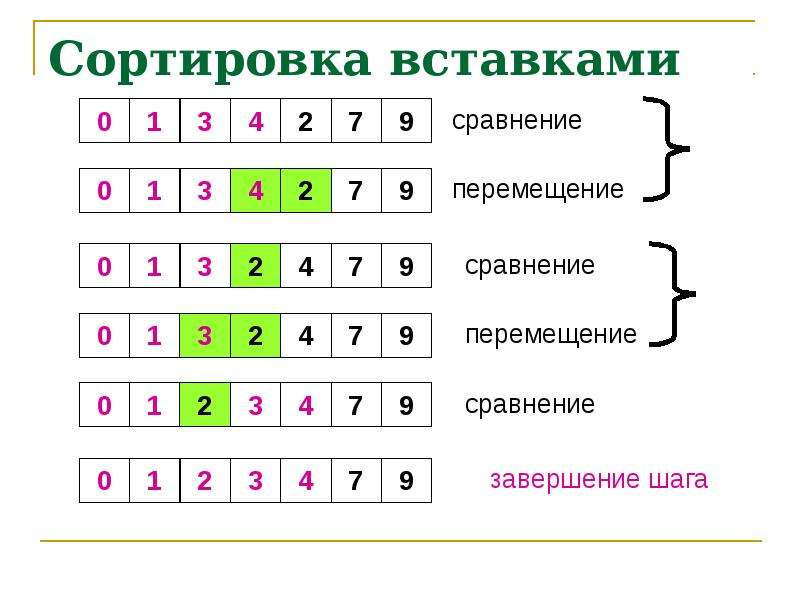 Сортировка вставками
0 1 3 4 2 7 9 сравнение
0 1 3 4 2 7 9 перемещение
0 1 3 2 4 7 9 сравнение
0 1 3 2 4 7 9 перемещение
0 1 2 3 4 7 9 сравнение
0 1 2 3 4 7 9 завершение шага